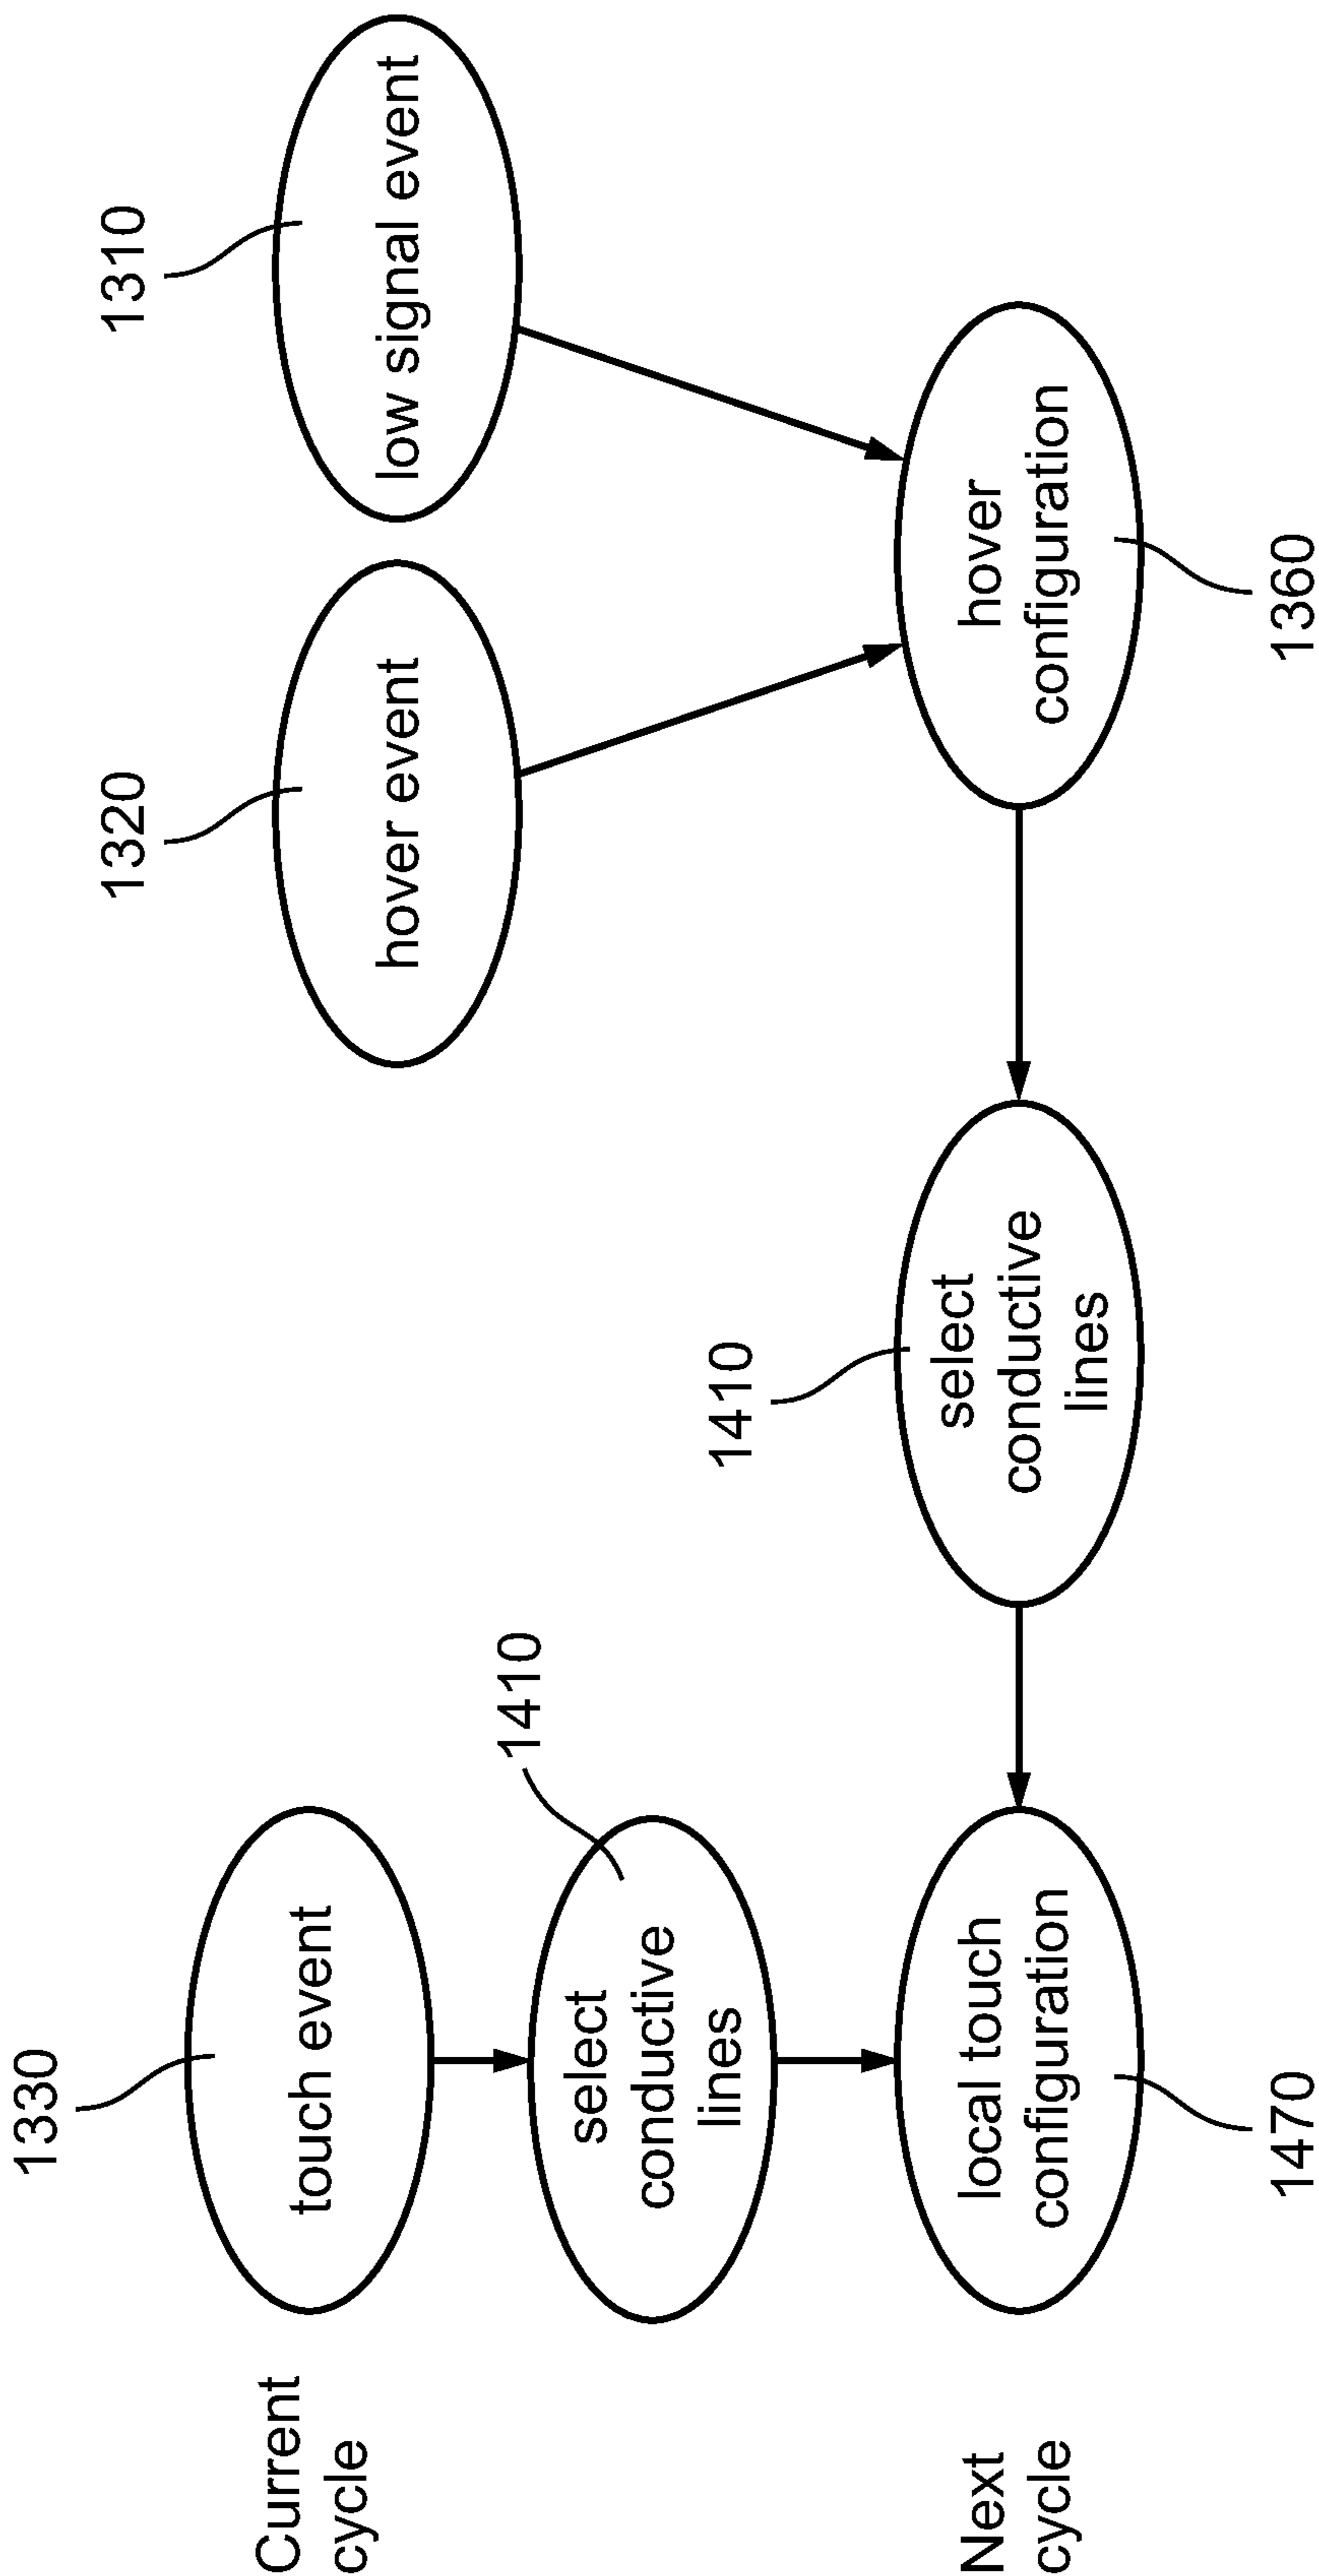 1330
1320
1310
Current
cycle
touch event
hover event
low signal event
1410
select
conductive
lines
1410
Next
cycle
local touch
configuration
select
conductive
lines
hover
configuration
1470
1360